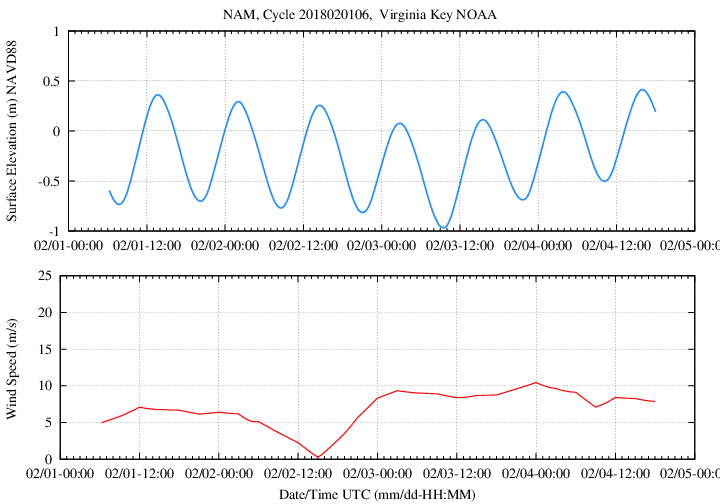 NAM, Cycle 2018020106,  Virginia Key NOAA
Surface Elevation (m) NAVD88
1
0.5
0
-0.5
-1
02/01-00:00 02/01-12:00 02/02-00:00 02/02-12:00 02/03-00:00 02/03-12:00 02/04-00:00 02/04-12:00 02/05-00:00
Wind Speed (m/s)
25
20
15
10
5
0
02/01-00:00 02/01-12:00 02/02-00:00 02/02-12:00 02/03-00:00 02/03-12:00 02/04-00:00 02/04-12:00 02/05-00:0
Date/Time UTC (mm/dd-HH:MM)